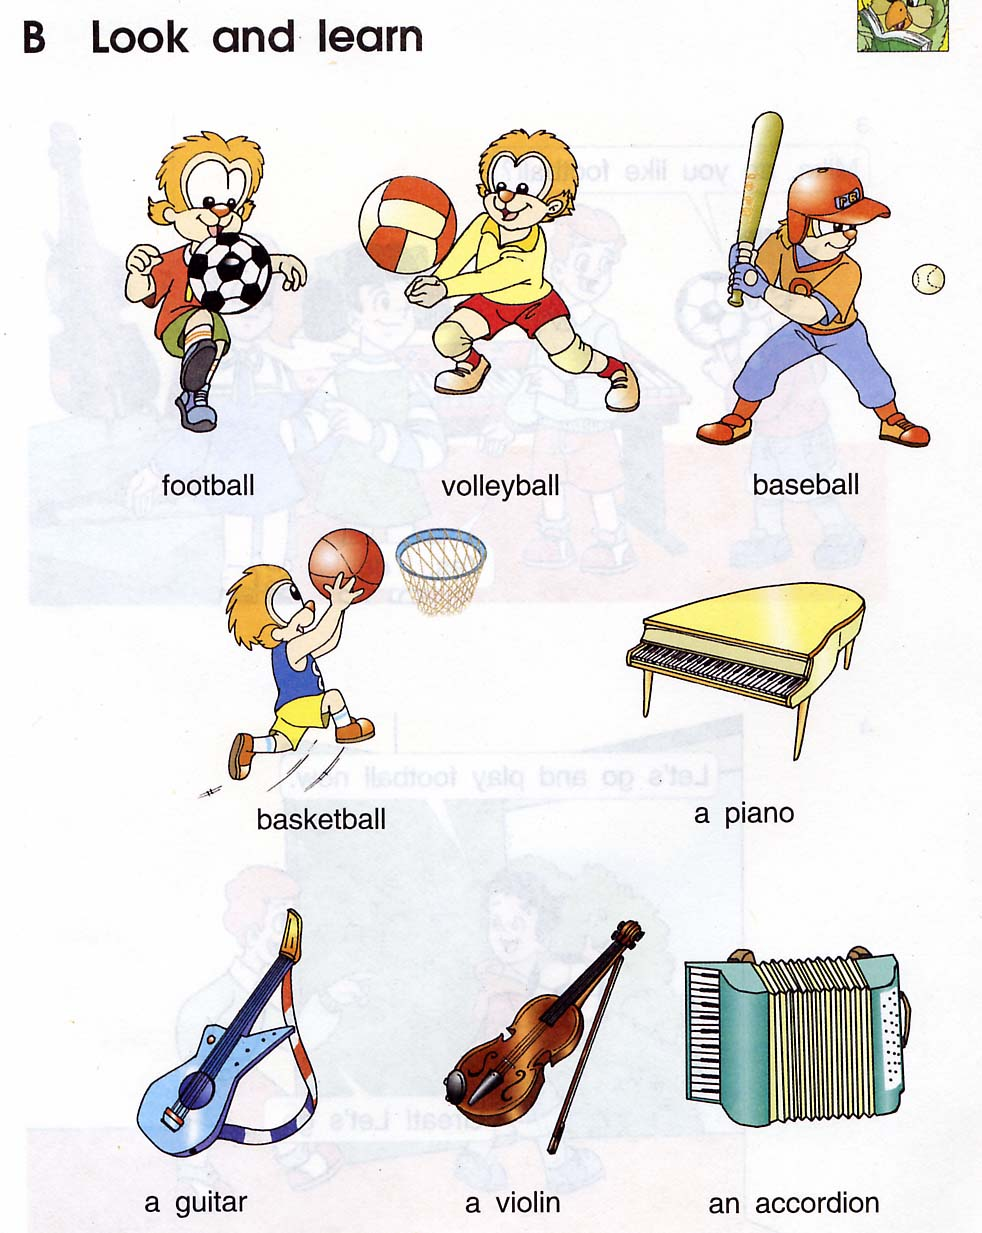 B Look and learn
football volleyball baseball
basketball a piano
a guitar a violin an accordion